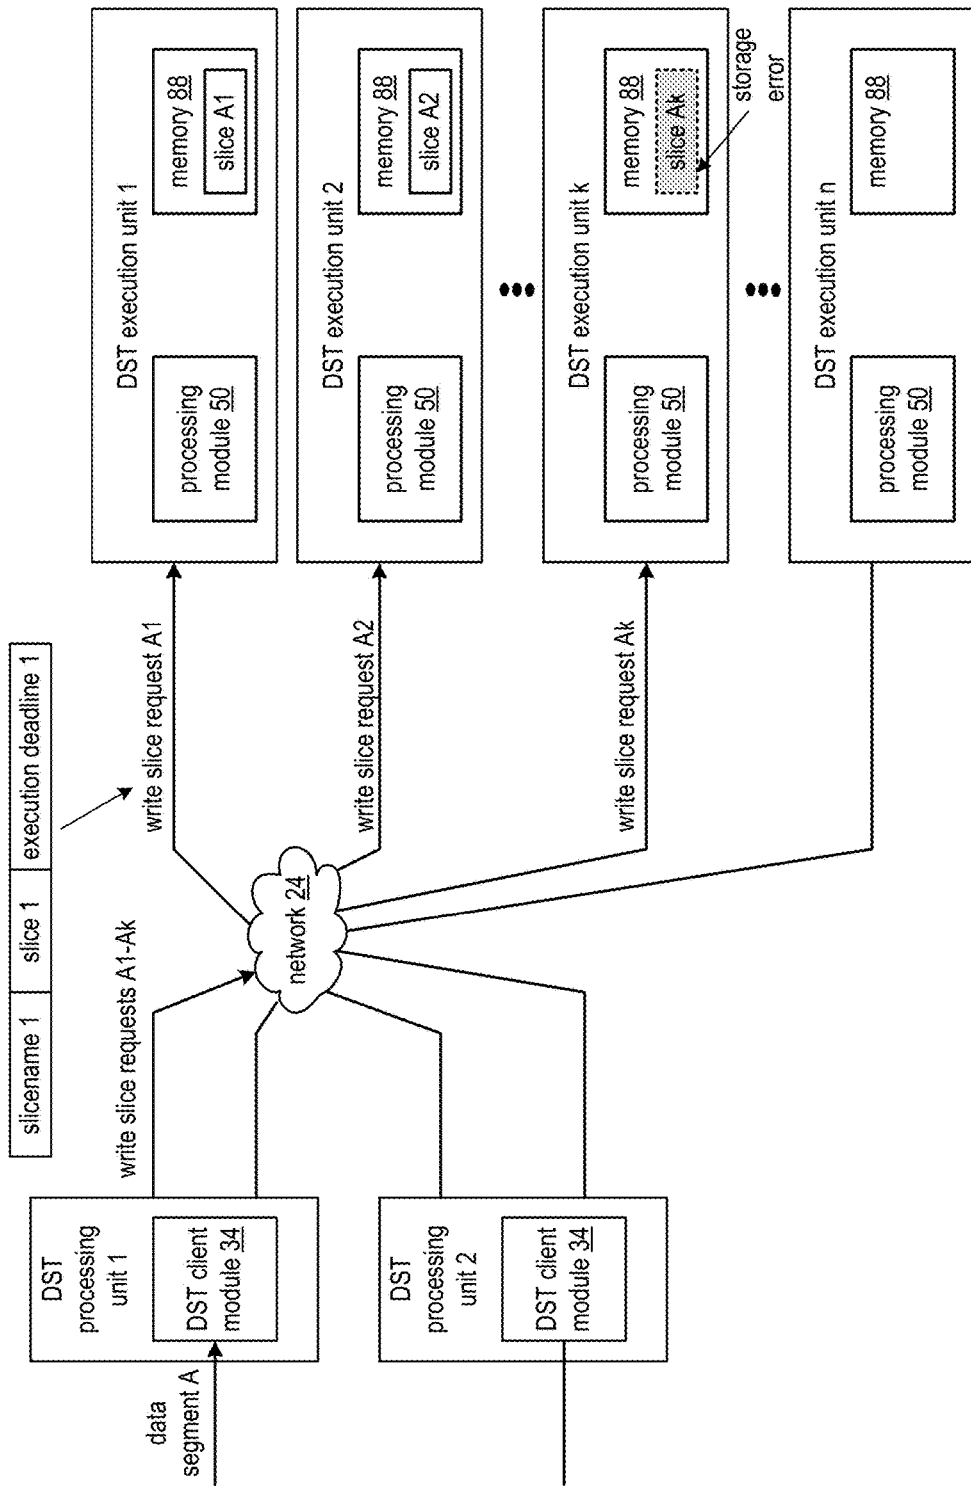 slicename 1
slice 1
execution deadline 1
DST
processing
unit 1
DST client
module 34
data
segment A
write slice requests A1-Ak
DST
processing
unit 2
DST client
module 34
network 24
write slice request A1
write slice request A2
write slice request Ak
DST execution unit 1
processing
module 50
memory 88
slice A1
DST execution unit 2
processing
module 50
memory 88
slice A2
DST execution unit k
processing
module 50
memory 88
slice Ak
storage
error
DST execution unit n
processing
module 50
memory 88